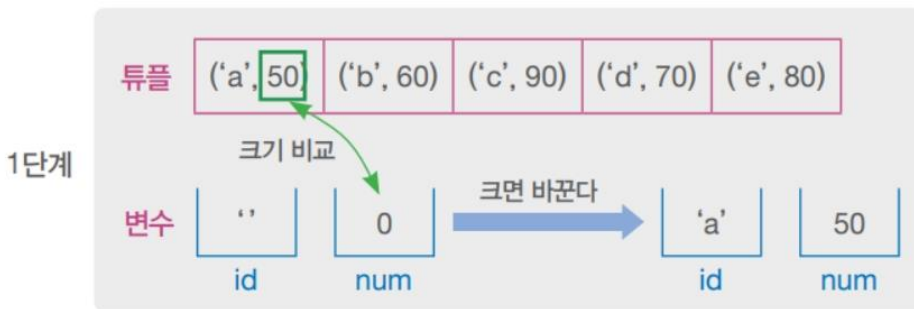 튜플 ('a', 50) ('b', 60) ('c', 90) ('d', 70) ('e', 80)
크기 비교
1단계
크면 바꾼다
변수 ' ' 0 'a' 50
id num id num